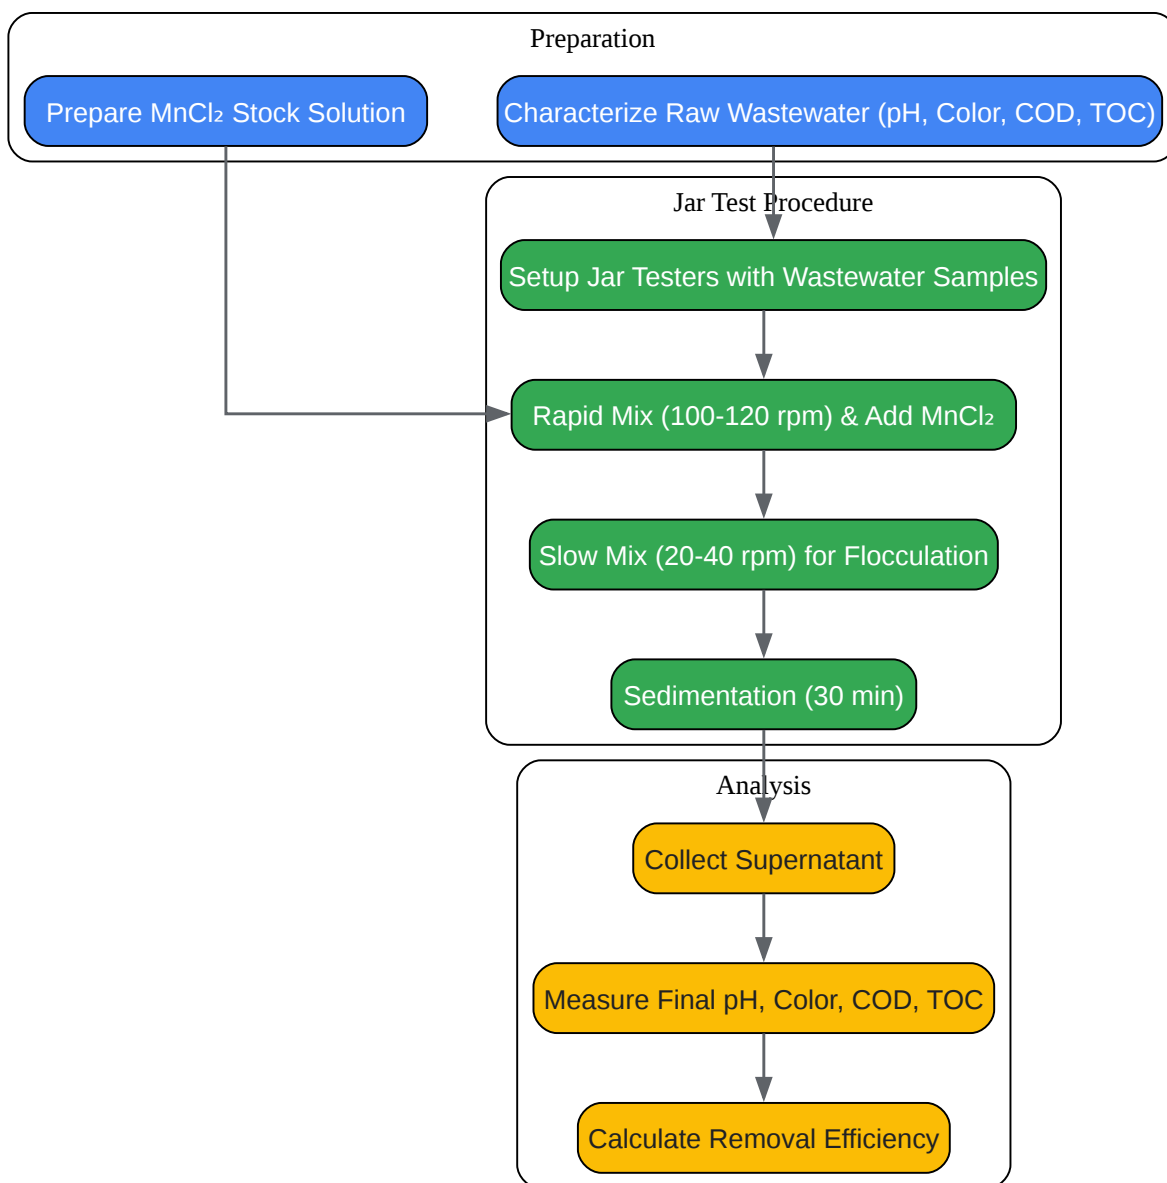 Preparation
Prepare MnCl₂ Stock Solution
Characterize Raw Wastewater (pH, Color, COD, TOC)
Jar Test Procedure
Setup Jar Testers with Wastewater Samples
Rapid Mix (100-120 rpm) & Add MnCl₂
Slow Mix (20-40 rpm) for Flocculation
Sedimentation (30 min)
Analysis
Collect Supernatant
Measure Final pH, Color, COD, TOC
Calculate Removal Efficiency